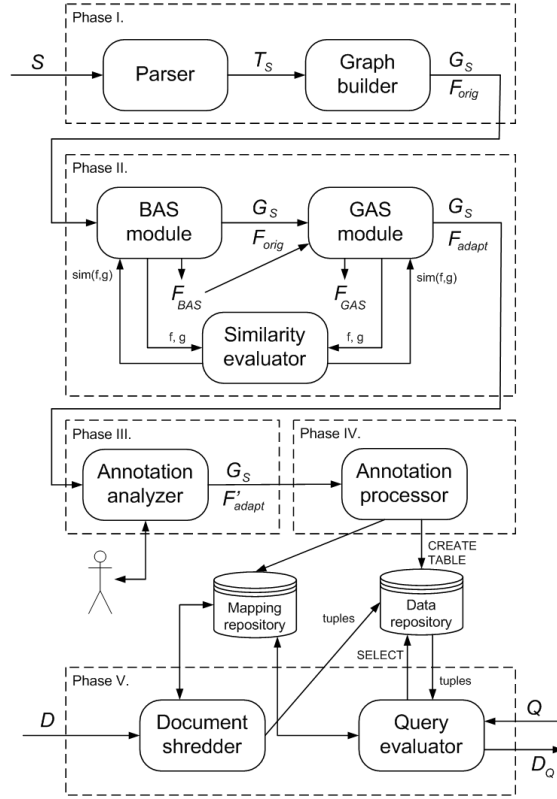 Phase I.
S
Parser
T_S
Graph
builder
G_S
F_orig
Phase II.
BAS
module
G_S
F_orig
GAS
module
G_S
F_adapt
sim(f,g)
F_BAS
F_GAS
sim(f,g)
f, g
Similarity
evaluator
f, g
Phase III.
Annotation
analyzer
G_S
F'_adapt
Phase IV.
Annotation
processor
CREATE
TABLE
Mapping
repository
tuples
Data
repository
SELECT
tuples
Phase V.
D
Document
shredder
Query
evaluator
Q
D_Q